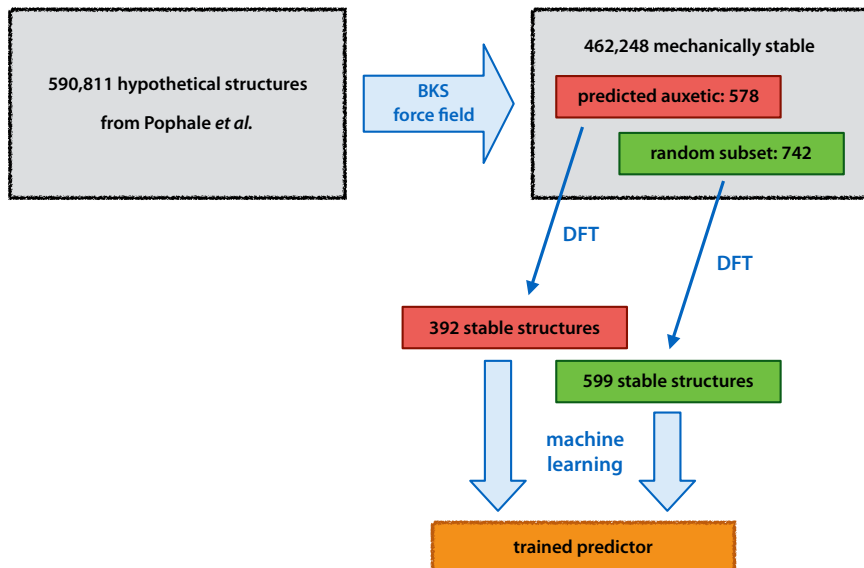 590,811 hypothetical structures
from Pophale et al.
BKS
force field
462,248 mechanically stable
predicted auxetic: 578
random subset: 742
DFT
DFT
392 stable structures
599 stable structures
machine
learning
trained predictor